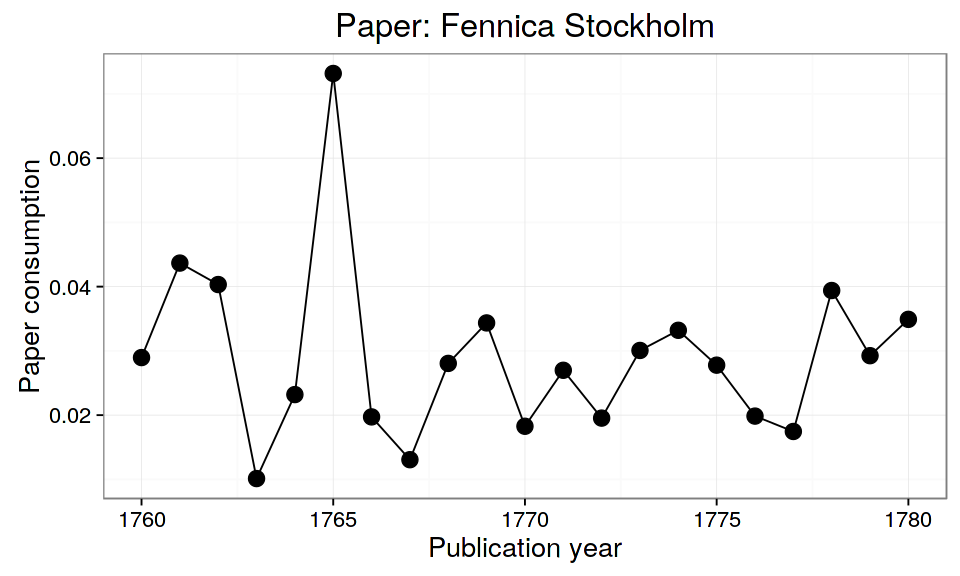 Paper: Fennica Stockholm
Paper consumption
0.06
0.04
0.02
1760 1765 1770 1775 1780
Publication year